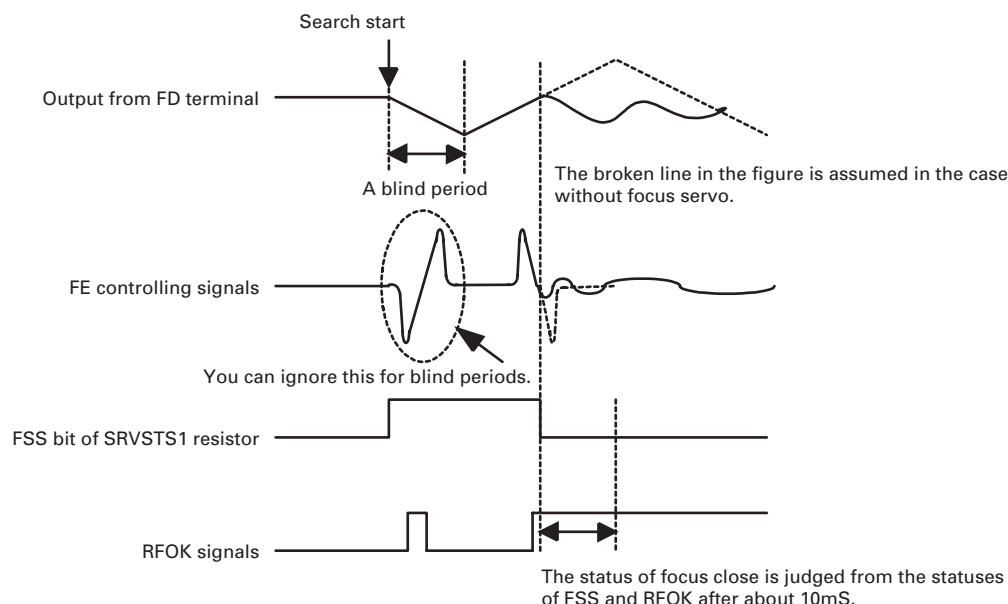 Search start
Output from FD terminal
A blind period
The broken line in the figure is assumed in the case
without focus servo.
FE controlling signals
You can ignore this for blind periods.
FSS bit of SRVSTS1 resistor
RFOK signals
The status of focus close is judged from the statuses
of FSS and RFOK after about 10mS.